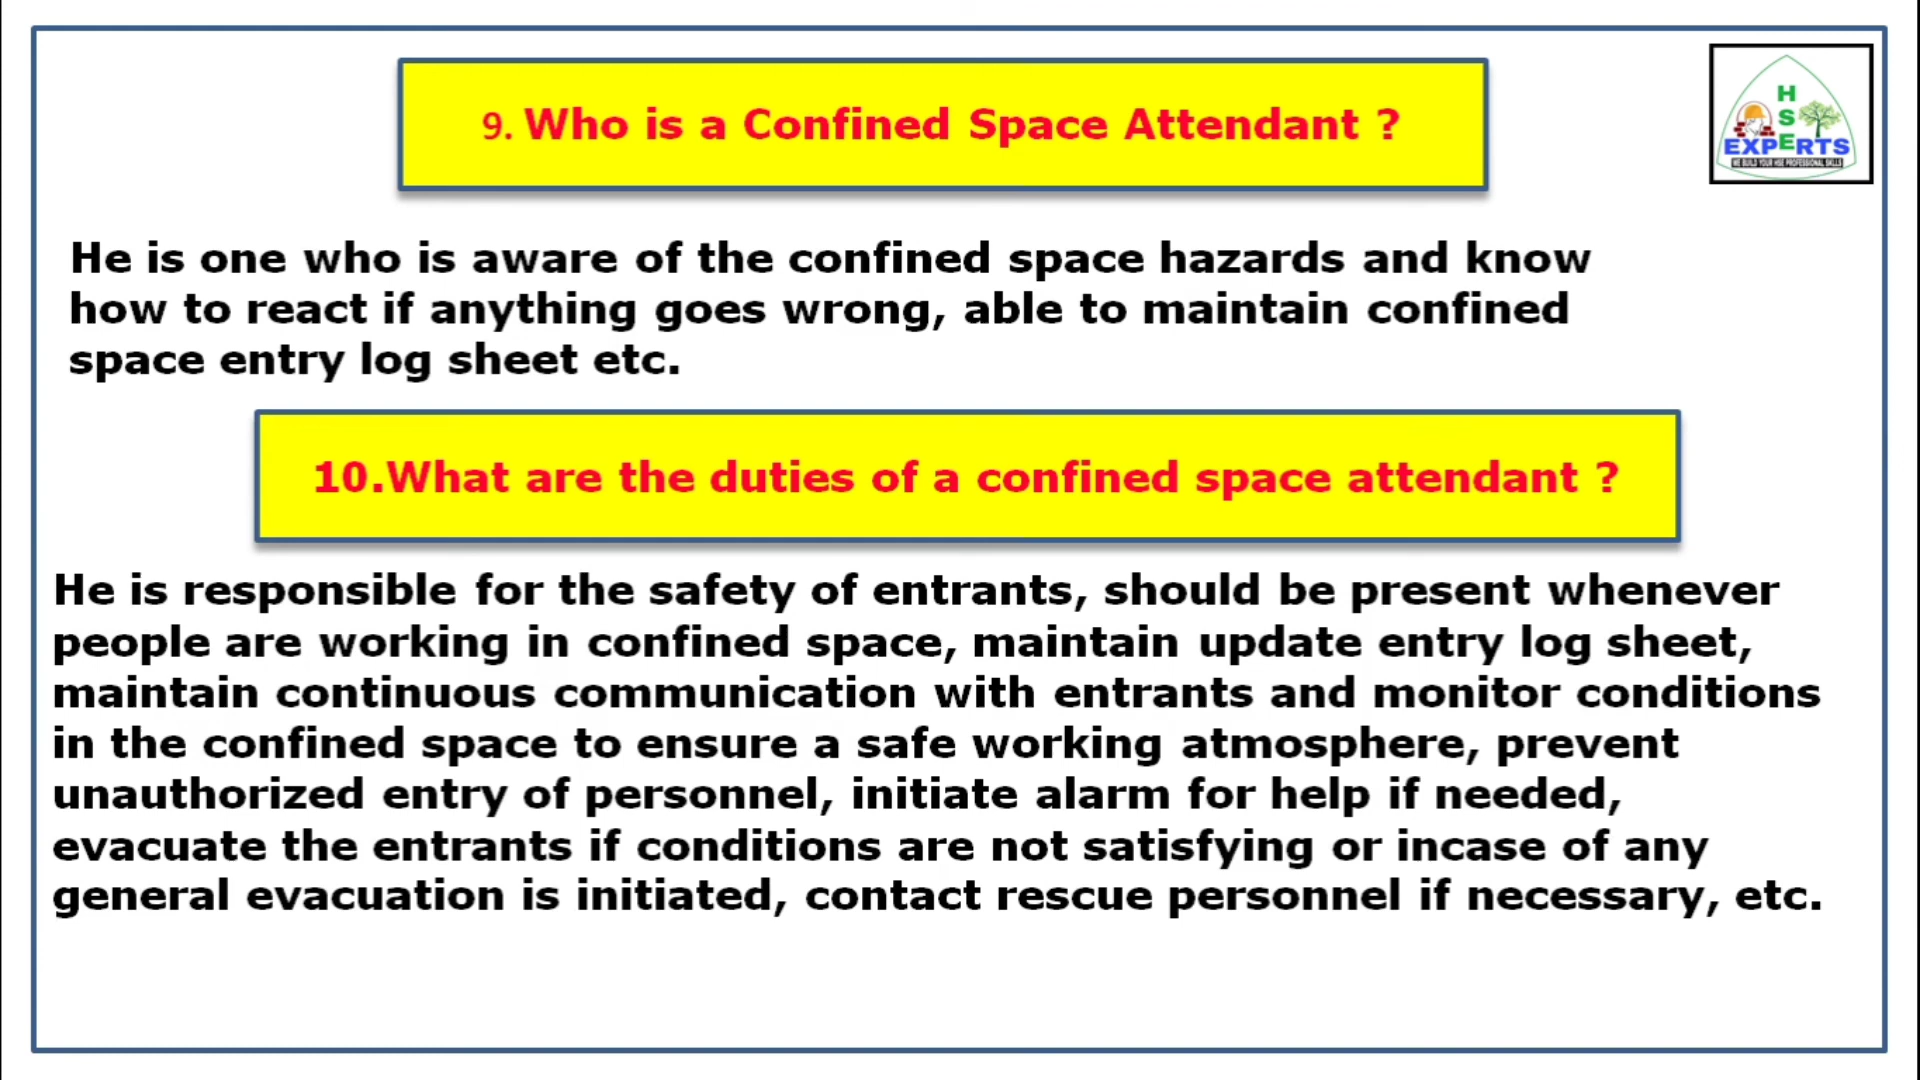 9. Who is a Confined Space Attendant ?
H
S
EXPERTS
WE BUILD YOUR HSE PROFESSIONAL SKILLS
He is one who is aware of the confined space hazards and know
how to react if anything goes wrong, able to maintain confined
space entry log sheet etc.
10.What are the duties of a confined space attendant ?
He is responsible for the safety of entrants, should be present whenever
people are working in confined space, maintain update entry log sheet,
maintain continuous communication with entrants and monitor conditions
in the confined space to ensure a safe working atmosphere, prevent
unauthorized entry of personnel, initiate alarm for help if needed,
evacuate the entrants if conditions are not satisfying or incase of any
general evacuation is initiated, contact rescue personnel if necessary, etc.